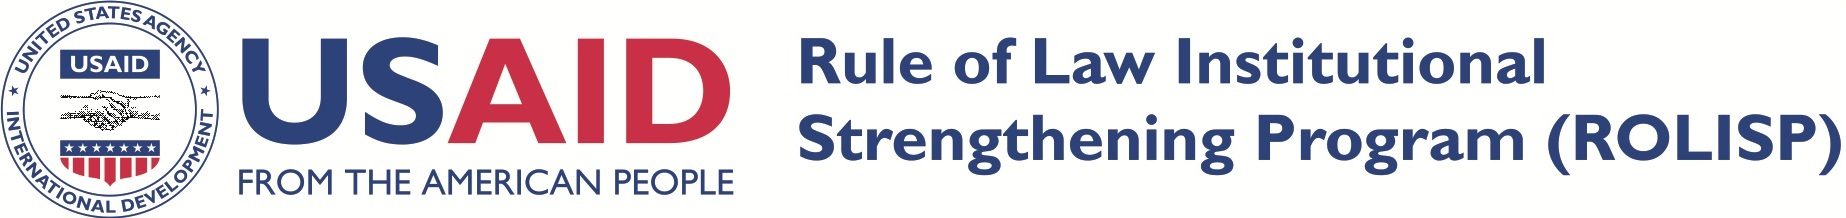 UNITED STATES AGENCY
USAID
INTERNATIONAL DEVELOPMENT
USAID
FROM THE AMERICAN PEOPLE
Rule of Law Institutional
Strengthening Program (ROLISP)